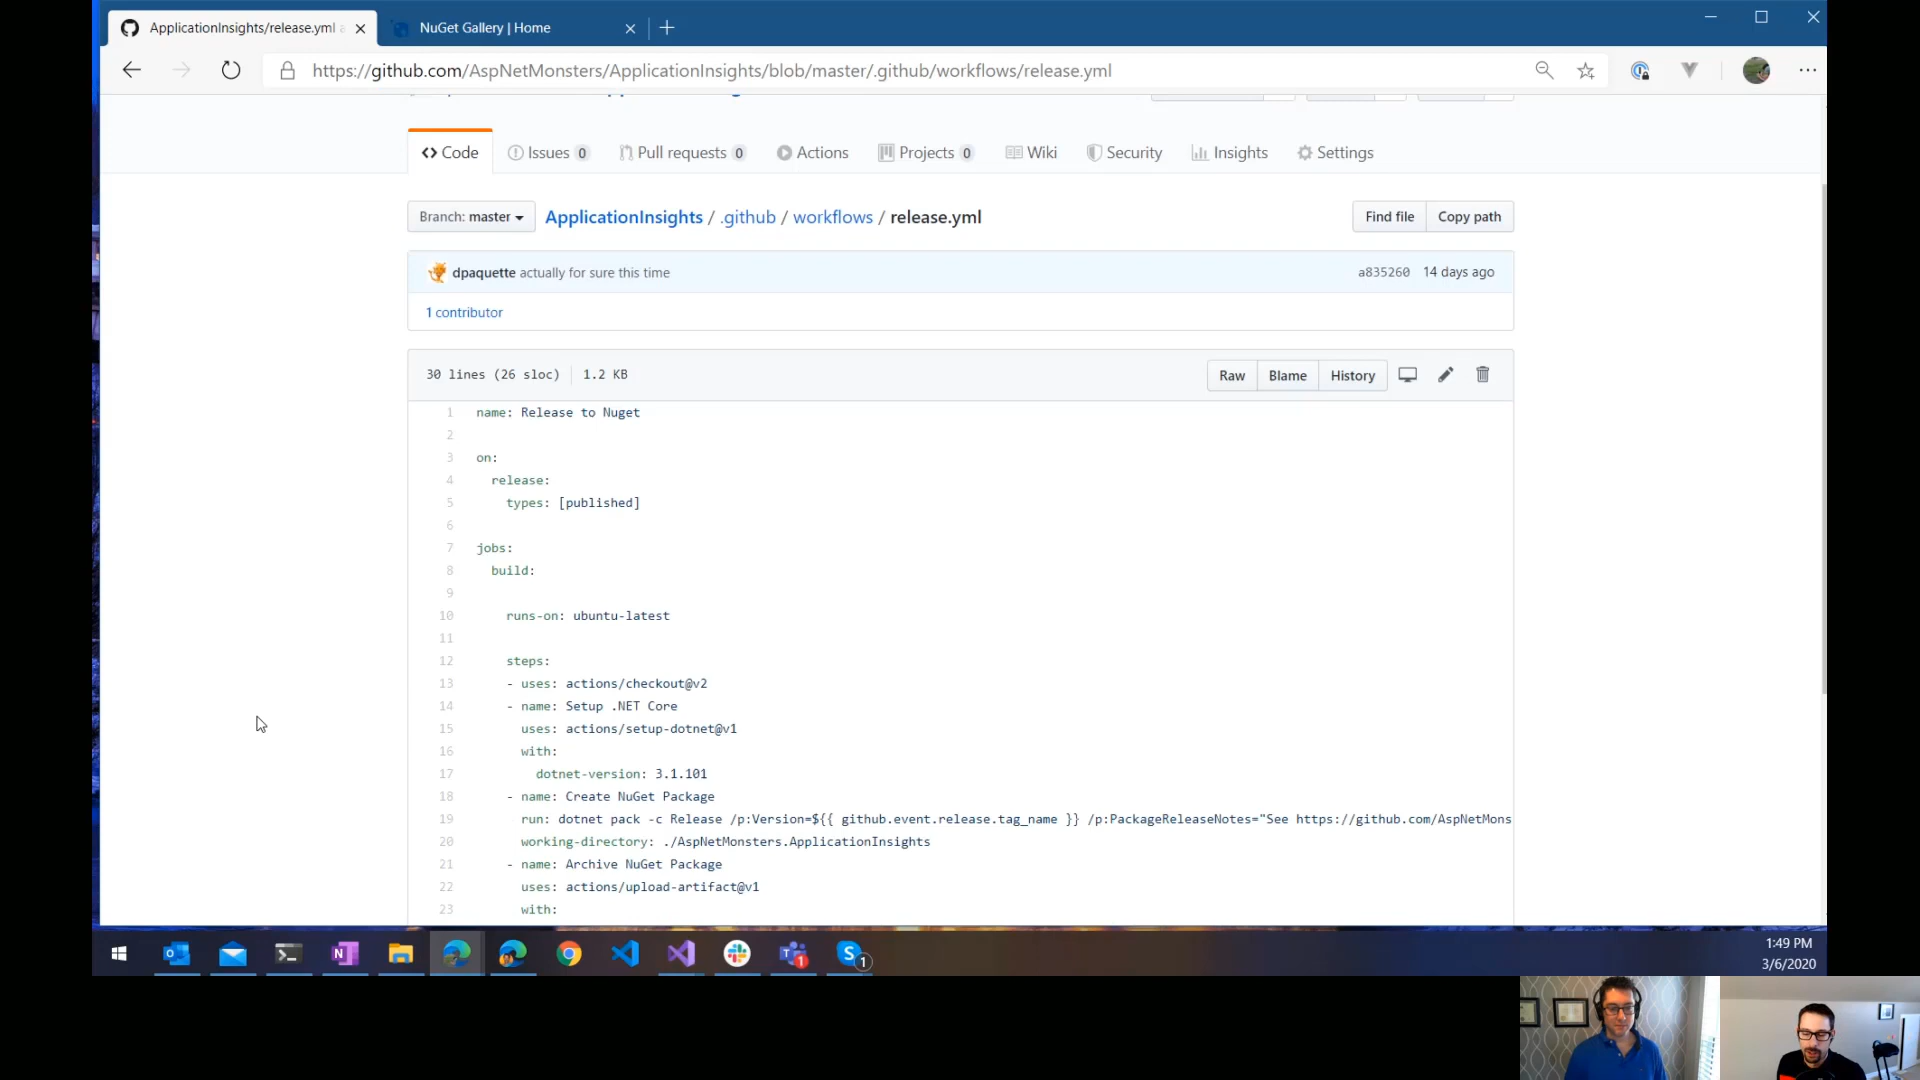 ApplicationInsights/release.yml
NuGet Gallery | Home
https://github.com/AspNetMonsters/ApplicationInsights/blob/master/.github/workflows/release.yml
Code
Issues 0
Pull requests 0
Actions
Projects 0
Wiki
Security
Insights
Settings
Branch: master
ApplicationInsights / .github / workflows / release.yml
Find file
Copy path
dpaquette actually for sure this time
a835260 14 days ago
1 contributor
30 lines (26 sloc) 1.2 KB
Raw
Blame
History
1 name: Release to Nuget
2
3 on:
4 release:
5 types: [published]
6
7 jobs:
8 build:
9
10 runs-on: ubuntu-latest
11
12 steps:
13 - uses: actions/checkout@v2
14 - name: Setup .NET Core
15 uses: actions/setup-dotnet@v1
16 with:
17 dotnet-version: 3.1.101
18 - name: Create NuGet Package
19 run: dotnet pack -c Release /p:Version=${{ github.event.release.tag_name }} /p:PackageReleaseNotes="See https://github.com/AspNetMons
20 working-directory: ./AspNetMonsters.ApplicationInsights
21 - name: Archive NuGet Package
22 uses: actions/upload-artifact@v1
23 with:
1:49 PM
3/6/2020